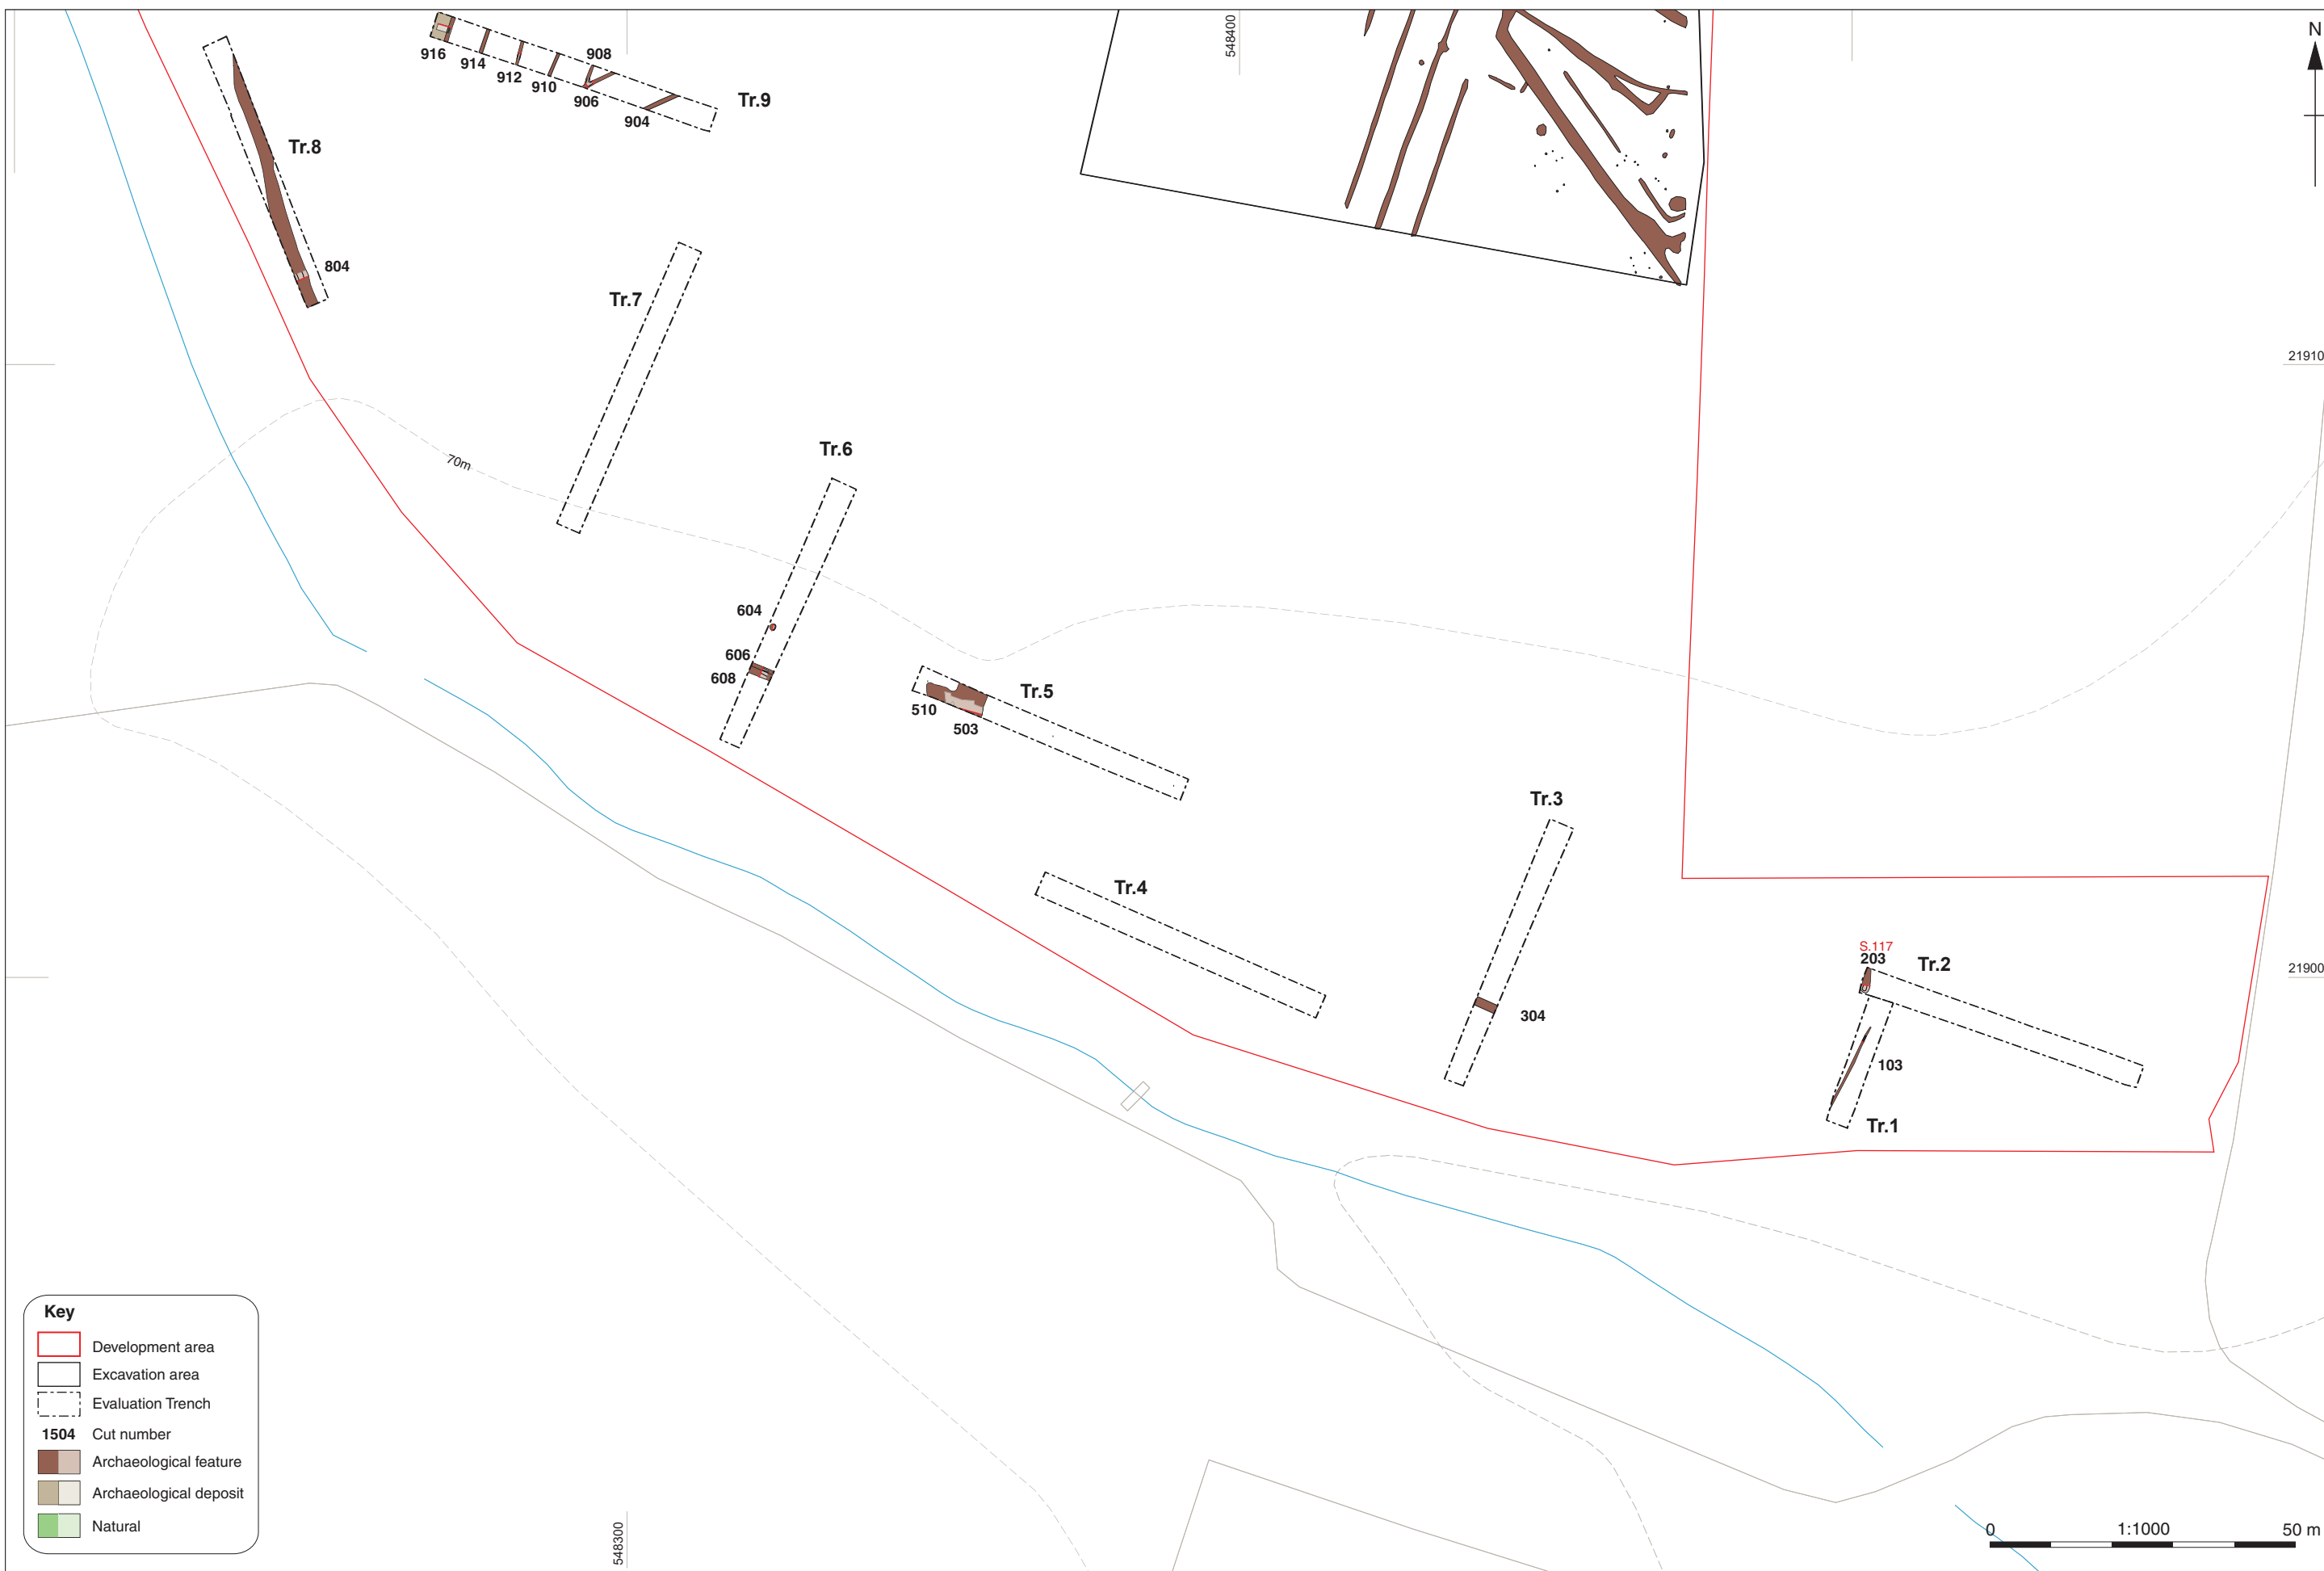 548400
N
916
914
912
910
908
906
904
Tr.9
Tr.8
804
Tr.7
21910
70m
Tr.6
604
606
608
Tr.5
510
503
Tr.3
Tr.4
304
S.117
203
Tr.2
21900
103
Tr.1
Key
Development area
Excavation area
Evaluation Trench
1504 Cut number
Archaeological feature
Archaeological deposit
Natural
548300
0 1:1000 50 m